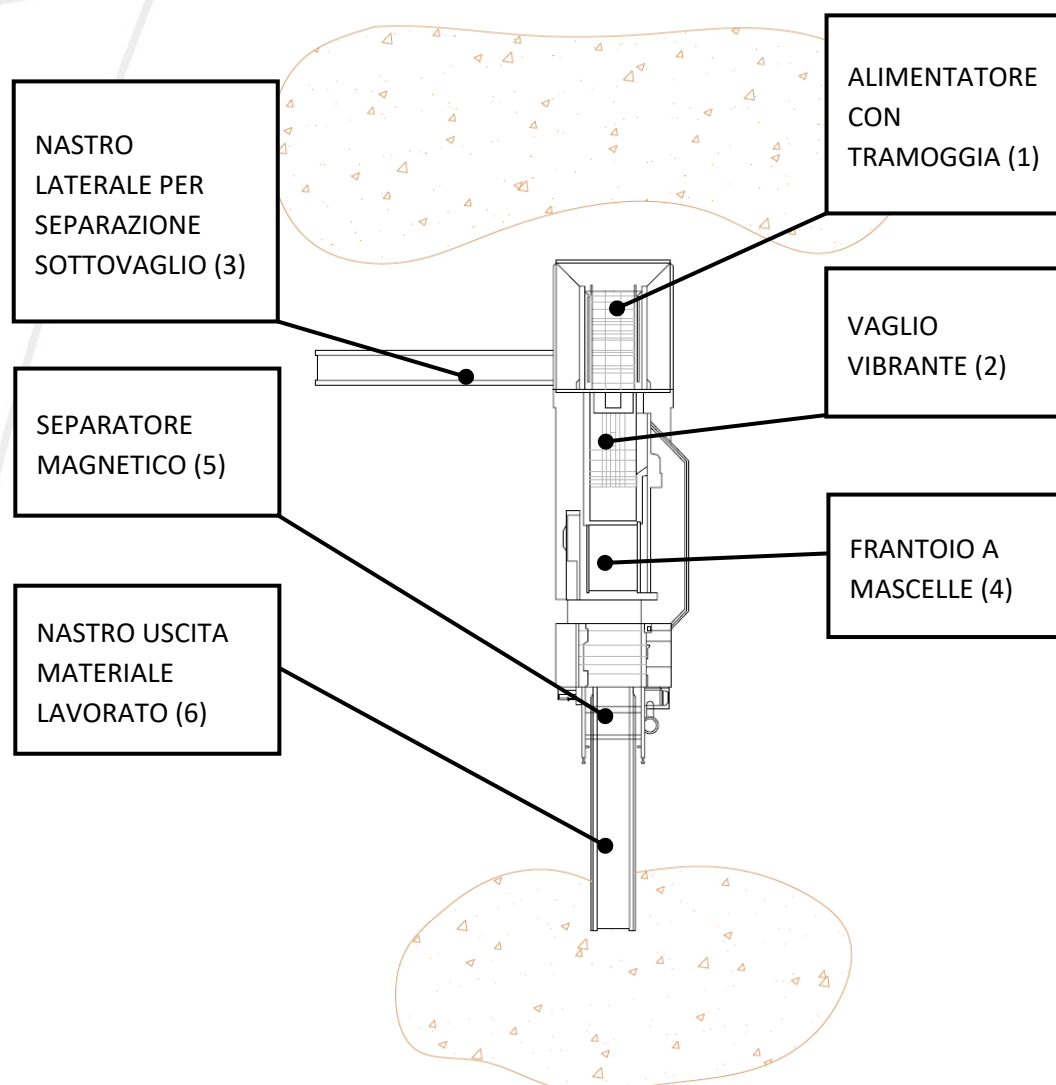 ALIMENTATORE
CON
TRAMOGGIA (1)
NASTRO
LATERALE PER
SEPARAZIONE
SOTTOVAGLIO (3)
VAGLIO
VIBRANTE (2)
SEPARATORE
MAGNETICO (5)
FRANTOIO A
MASCELLE (4)
NASTRO USCITA
MATERIALE
LAVORATO (6)